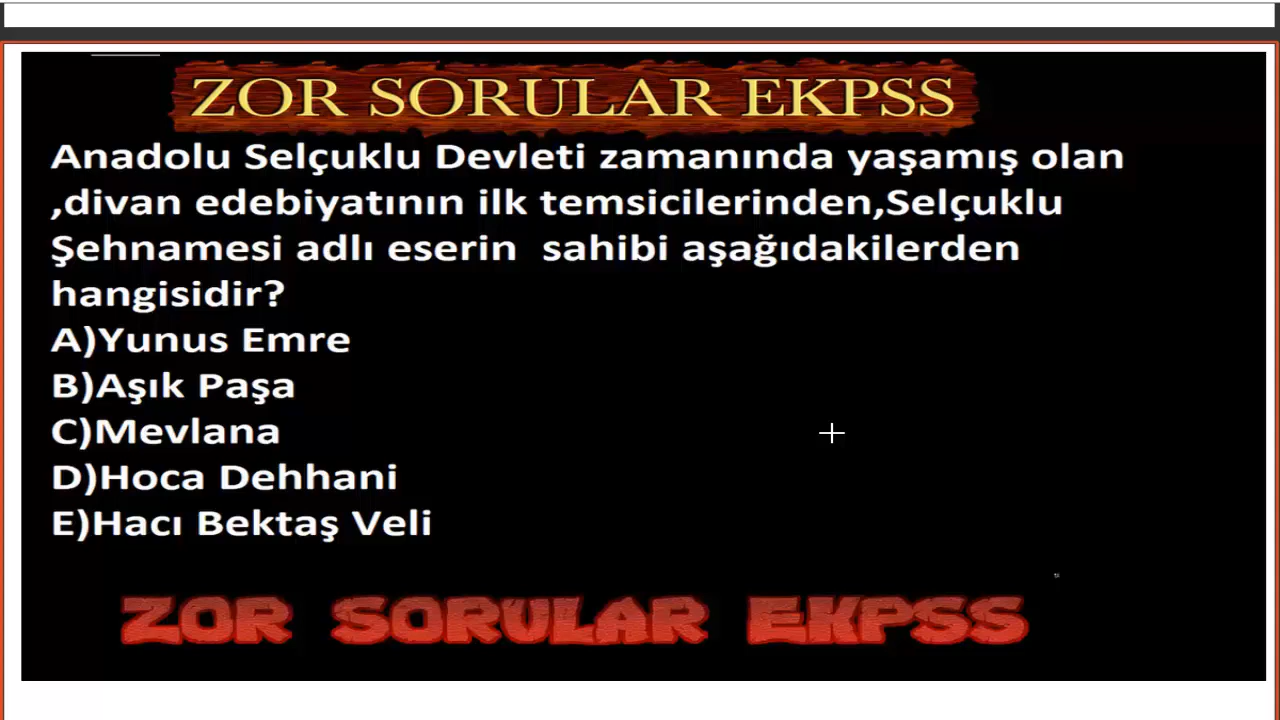 ZOR SORULAR EKPSS
Anadolu Selçuklu Devleti zamanında yaşamış olan
,divan edebiyatının ilk temsicilerinden,Selçuklu
Şehnamesi adlı eserin sahibi aşağıdakilerden
hangisidir?
A)Yunus Emre
B)Aşık Paşa
C)Mevlana
D)Hoca Dehhani
E)Hacı Bektaş Veli
ZOR SORULAR EKPSS